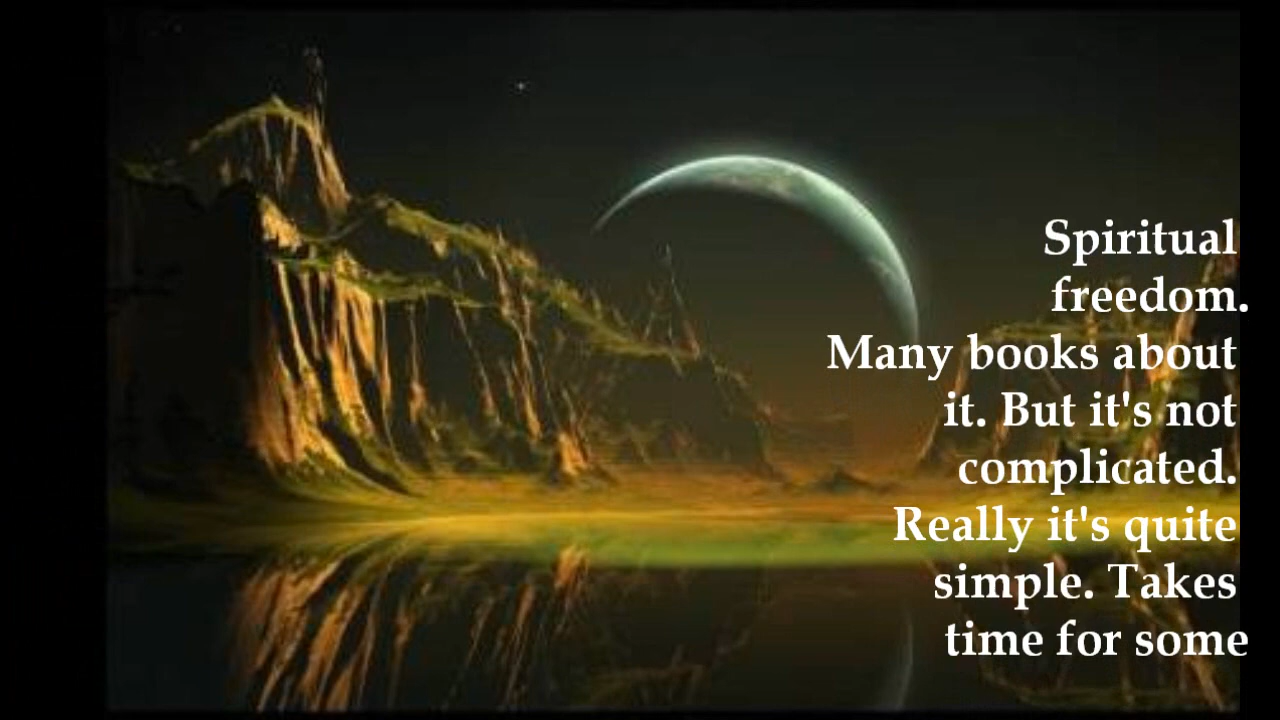 Spiritual
freedom.
Many books about
it. But it's not
complicated.
Really it's quite
simple. Takes
time for some